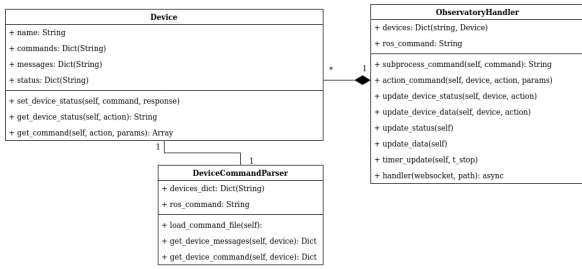 Device
+ name: String
+ commands: Dict(String)
+ messages: Dict(String)
+ status: Dict(String)
+ set_device_status(self, command, response)
+ get_device_status(self, action): String
+ get_command(self, action, params): Array
* 1
ObservatoryHandler
+ devices: Dict(string, Device)
+ ros_command: String
+ subprocess_command(self, command): String
+ action_command(self, device, action, params)
+ update_device_status(self, device, action)
+ update_device_data(self, device, action)
+ update_status(self)
+ update_data(self)
+ timer_update(self, t_stop)
+ handler(websocket, path): async
1
1
DeviceCommandParser
+ devices_dict: Dict(String)
+ ros_command: String
+ load_command_file(self):
+ get_device_messages(self, device): Dict
+ get_device_command(self, device): Dict